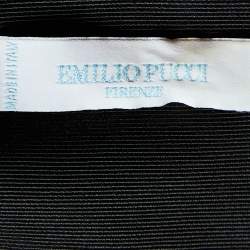 EMILIO PUCCI
FIRENZE
MADE IN ITALY